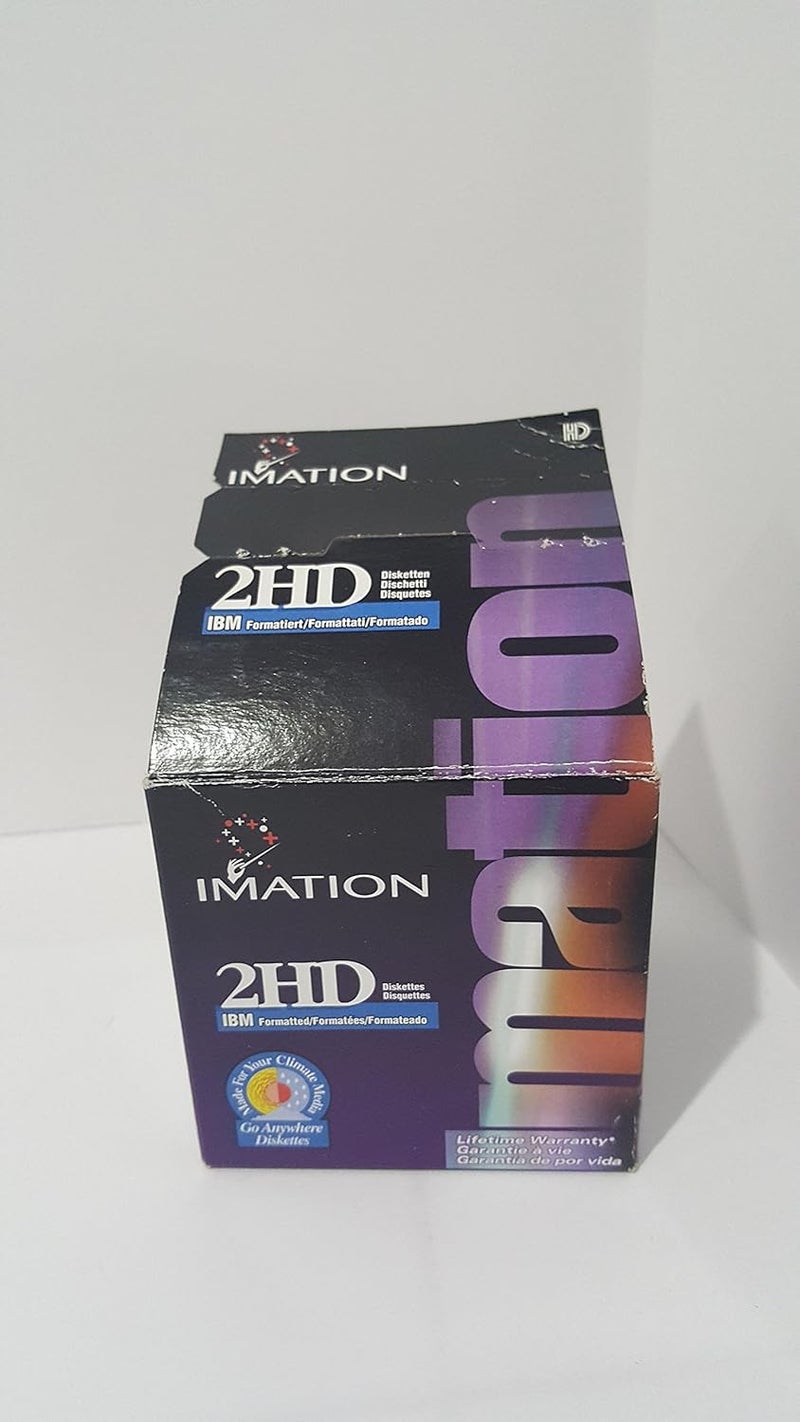 IMATION
HD
2HD
Disketten
Dischetti
Disquetes
IBM Formatiert/Formattati/Formatado
imation
IMATION
2HD
Diskettes
Disquettes
IBM Formatted/Formatées/Formateado
Made For Your Climate Media
Go Anywhere
Diskettes
Lifetime Warranty*
Garantie à vie
Garantía de por vida